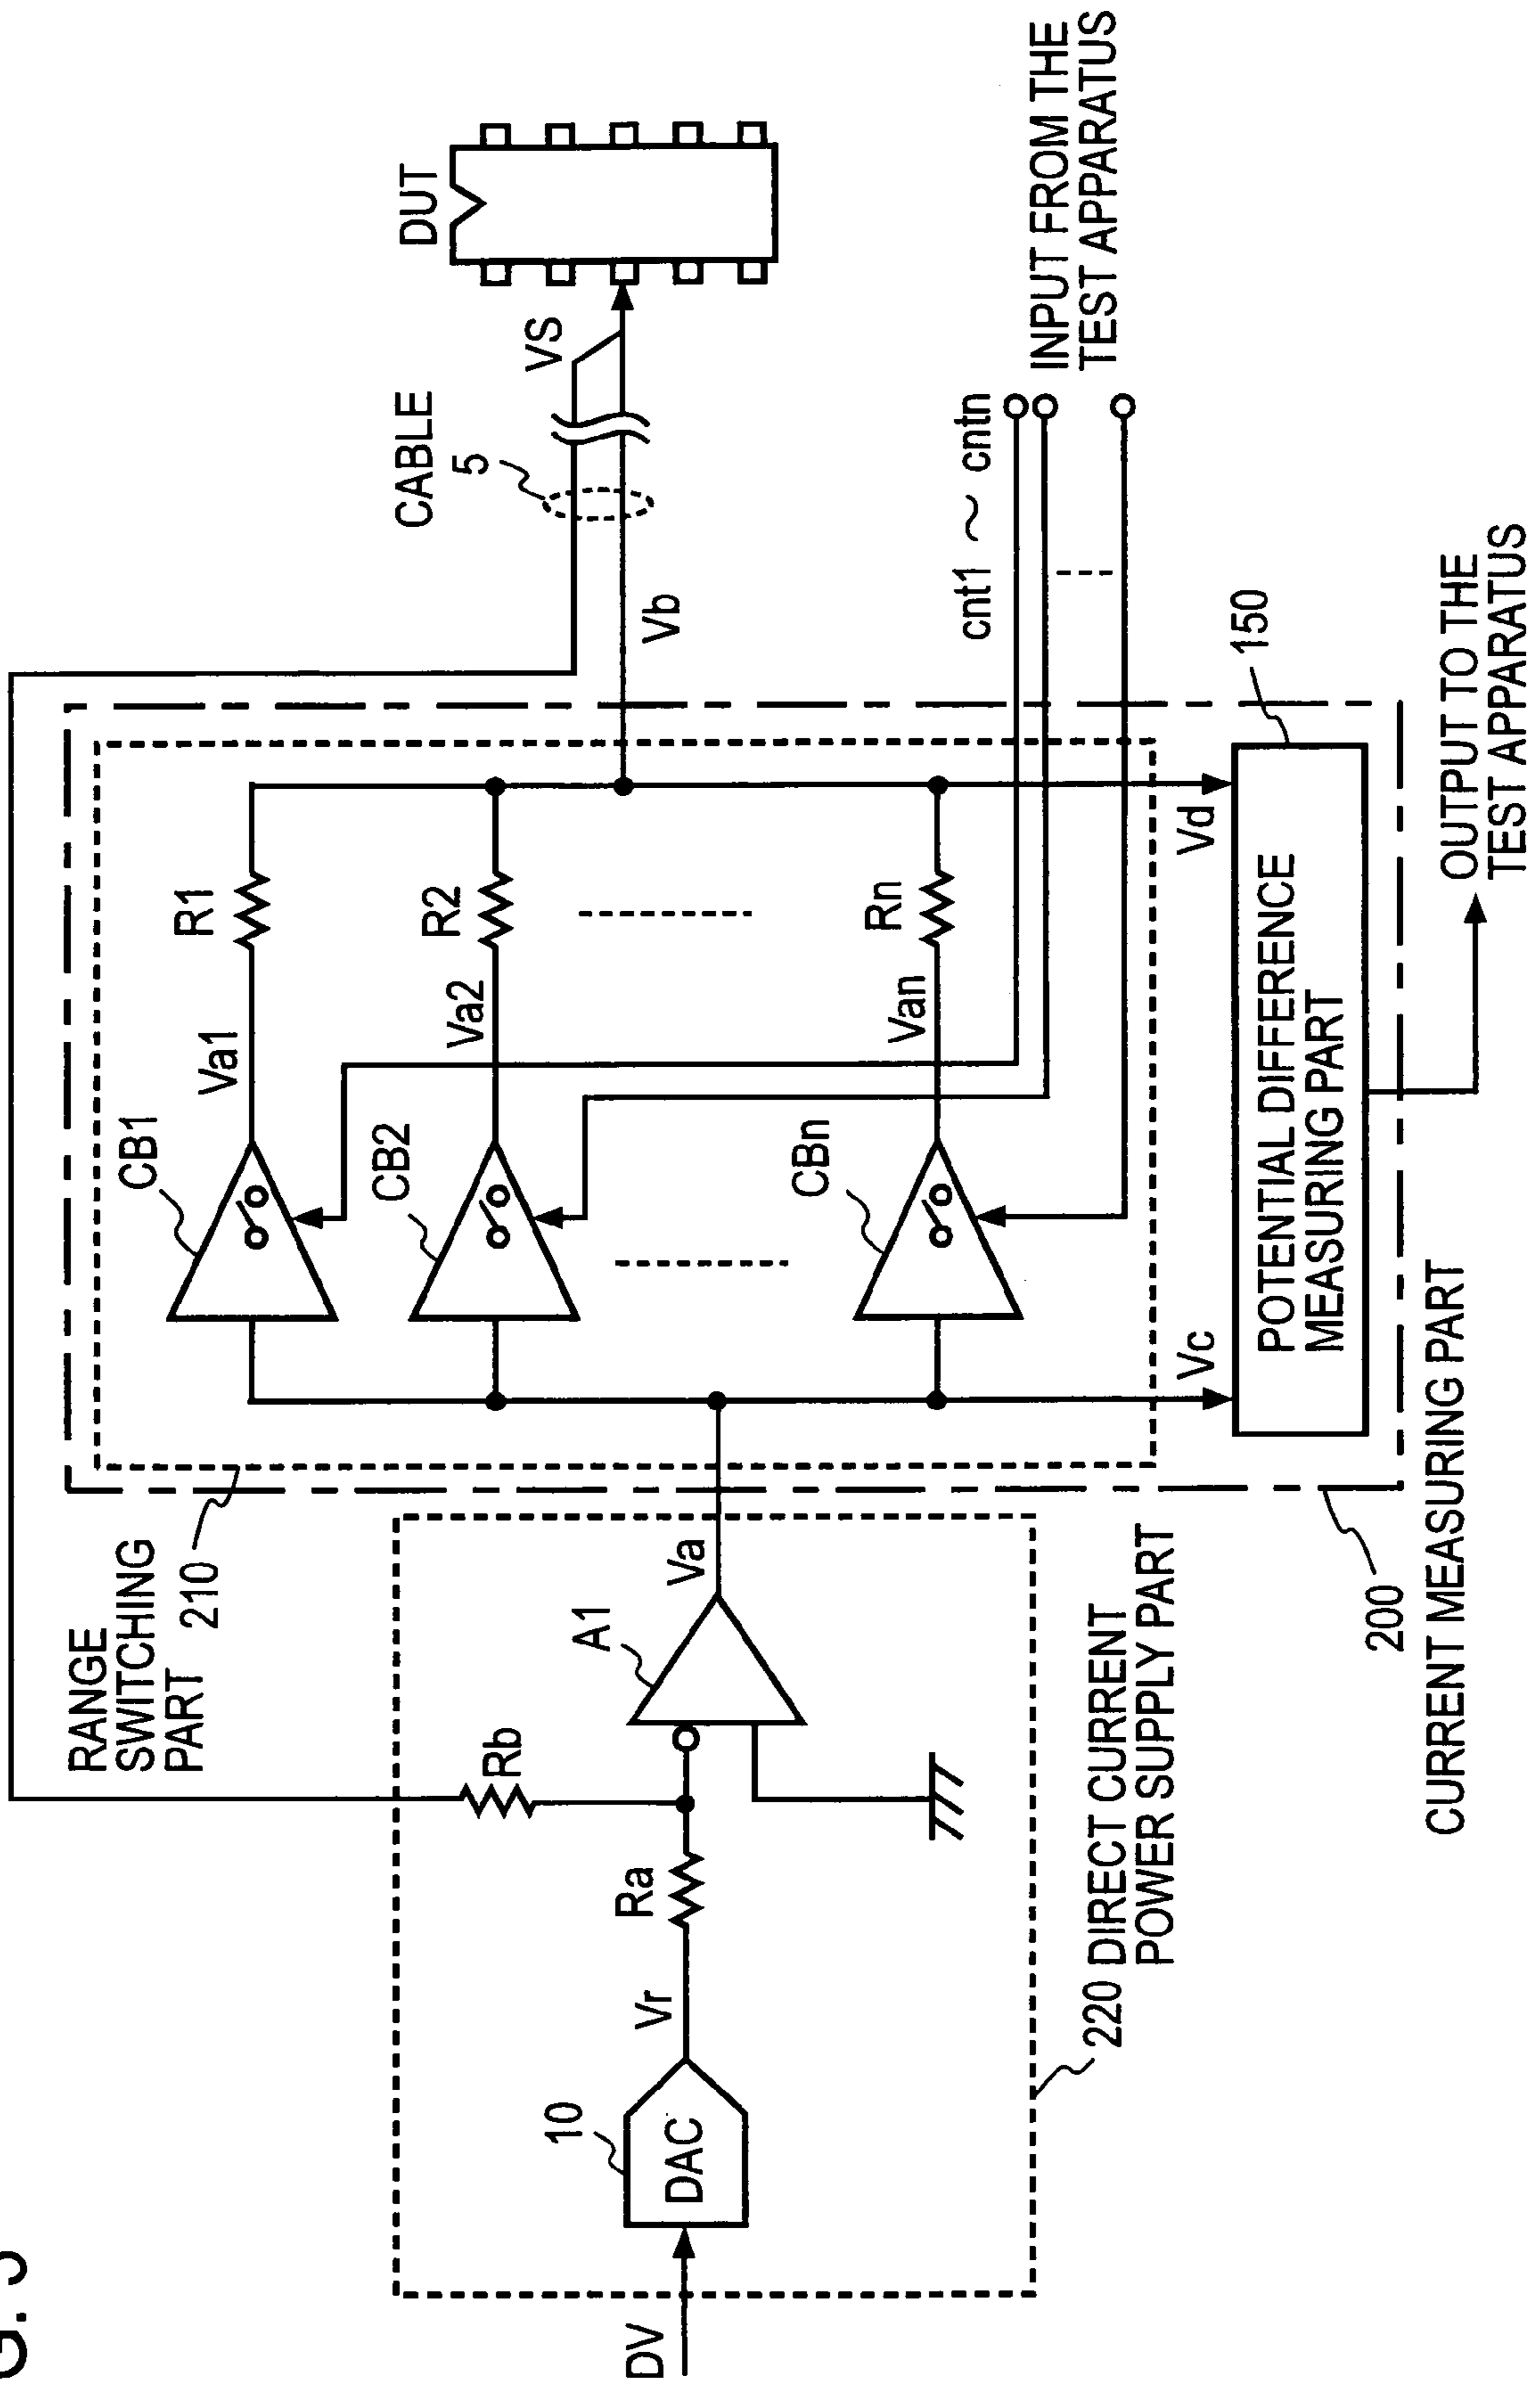 RANGE
SWITCHING
PART 210
CB1
Va1
R1
CB2
Va2
R2
CBn
Van
Rn
CABLE
5
VS
DUT
Vb
Rb
A1
Va
10
DAC
DV
Vr
Ra
220 DIRECT CURRENT
POWER SUPPLY PART
cnt1 ~ cntn
INPUT FROM THE
TEST APPARATUS
Vc
Vd
150
POTENTIAL DIFFERENCE
MEASURING PART
200
CURRENT MEASURING PART
OUTPUT TO THE
TEST APPARATUS